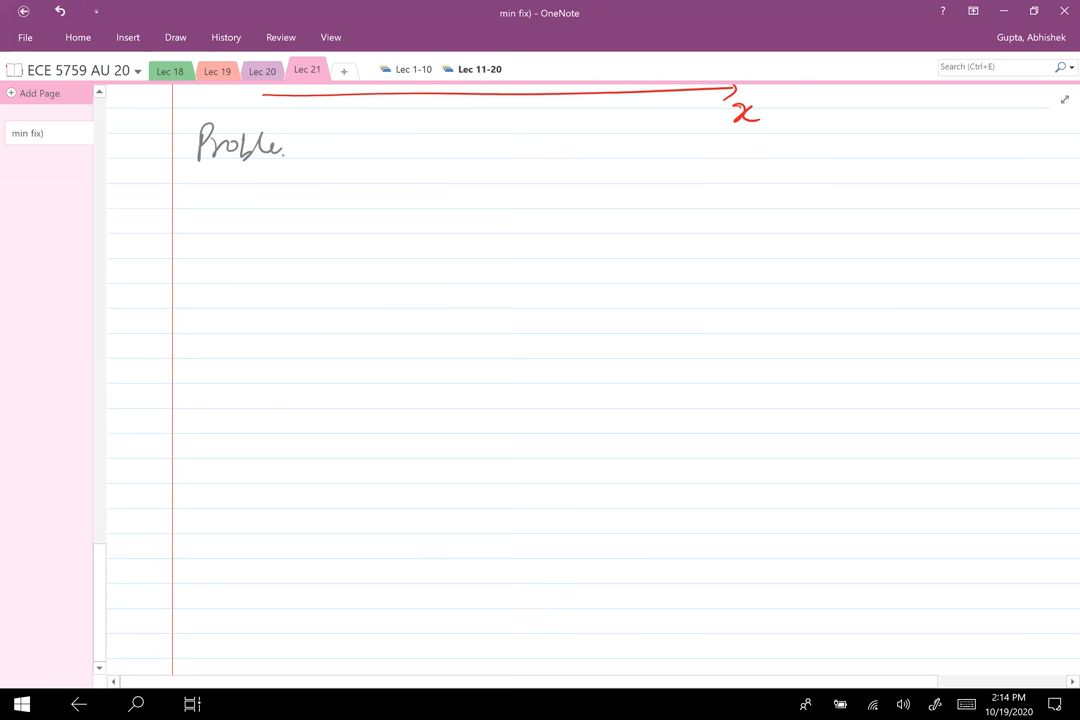 min fix) - OneNote
?
File Home Insert Draw History Review View
Gupta, Abhishek
ECE 5759 AU 20
Lec 18 Lec 19 Lec 20 Lec 21 + Lec 1-10 Lec 11-20
Search (Ctrl+E)
Add Page
min fix)
x
Proble
2:14 PM
10/19/2020